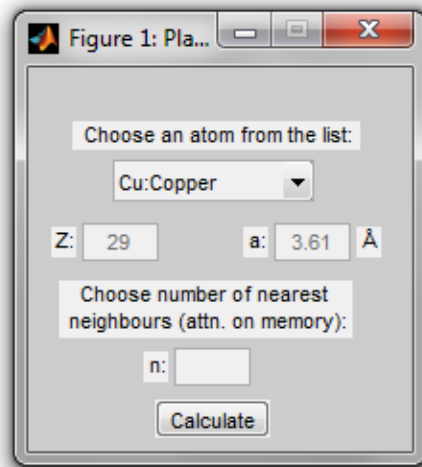 Figure 1: Pla...
Choose an atom from the list:
Cu:Copper
Z: 29 a: 3.61 Å
Choose number of nearest
neighbours (attn. on memory):
n:
Calculate